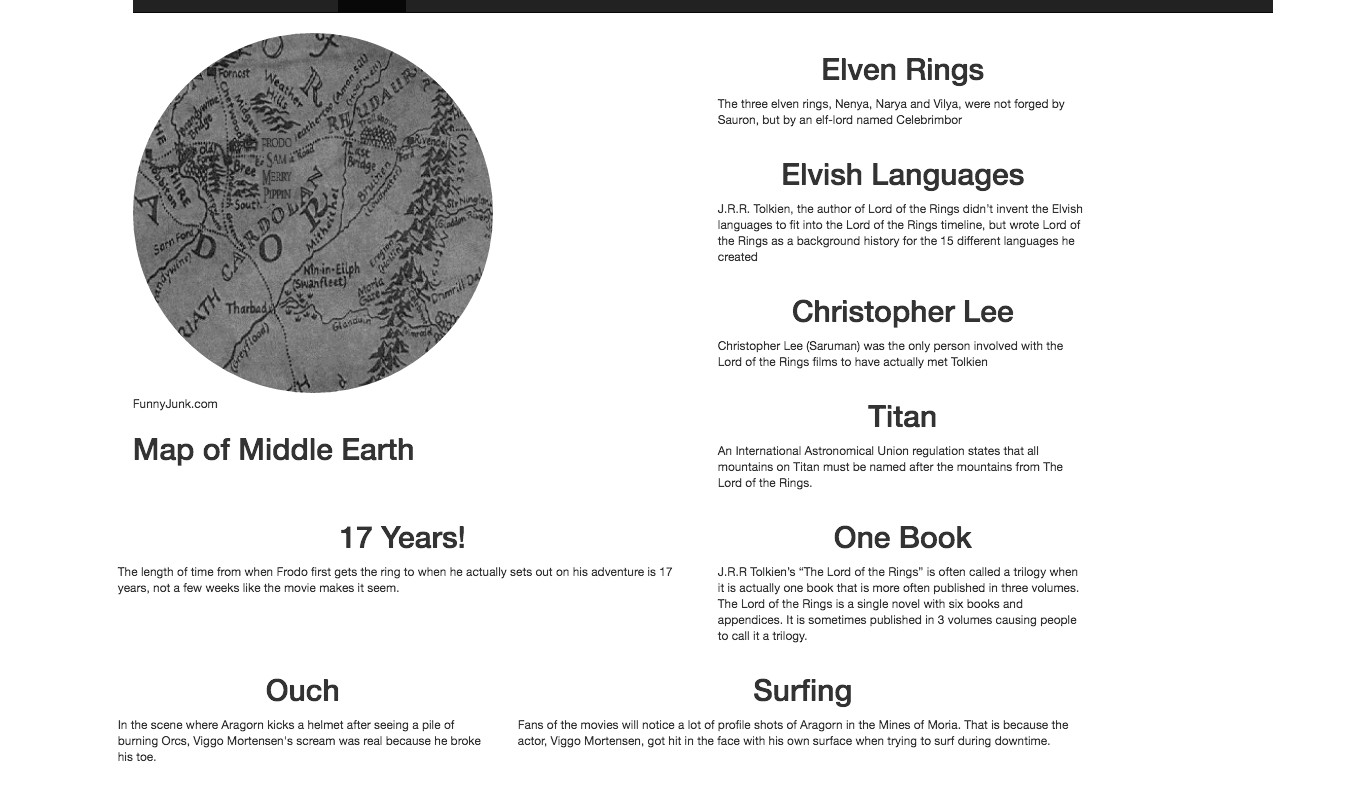 Fornost
Weather
Hills
RHUDAUR
Bree
FRODO
SAM
MERRY
PIPPIN
Last
Bridge
South
Sarn Ford
CARDOLAN
Mitheithel
Bruinen
Nîn-in-Eilph
(Swanfleet)
Moria
Gate
Tharbad
Glanduin
FunnyJunk.com
Map of Middle Earth
Elven Rings
The three elven rings, Nenya, Narya and Vilya, were not forged by
Sauron, but by an elf-lord named Celebrimbor
Elvish Languages
J.R.R. Tolkien, the author of Lord of the Rings didn't invent the Elvish
languages to fit into the Lord of the Rings timeline, but wrote Lord of
the Rings as a background history for the 15 different languages he
created
Christopher Lee
Christopher Lee (Saruman) was the only person involved with the
Lord of the Rings films to have actually met Tolkien
Titan
An International Astronomical Union regulation states that all
mountains on Titan must be named after the mountains from The
Lord of the Rings.
17 Years!
The length of time from when Frodo first gets the ring to when he actually sets out on his adventure is 17
years, not a few weeks like the movie makes it seem.
One Book
J.R.R Tolkien's “The Lord of the Rings” is often called a trilogy when
it is actually one book that is more often published in three volumes.
The Lord of the Rings is a single novel with six books and
appendices. It is sometimes published in 3 volumes causing people
to call it a trilogy.
Ouch
In the scene where Aragorn kicks a helmet after seeing a pile of
burning Orcs, Viggo Mortensen's scream was real because he broke
his toe.
Surfing
Fans of the movies will notice a lot of profile shots of Aragorn in the Mines of Moria. That is because the
actor, Viggo Mortensen, got hit in the face with his own surface when trying to surf during downtime.